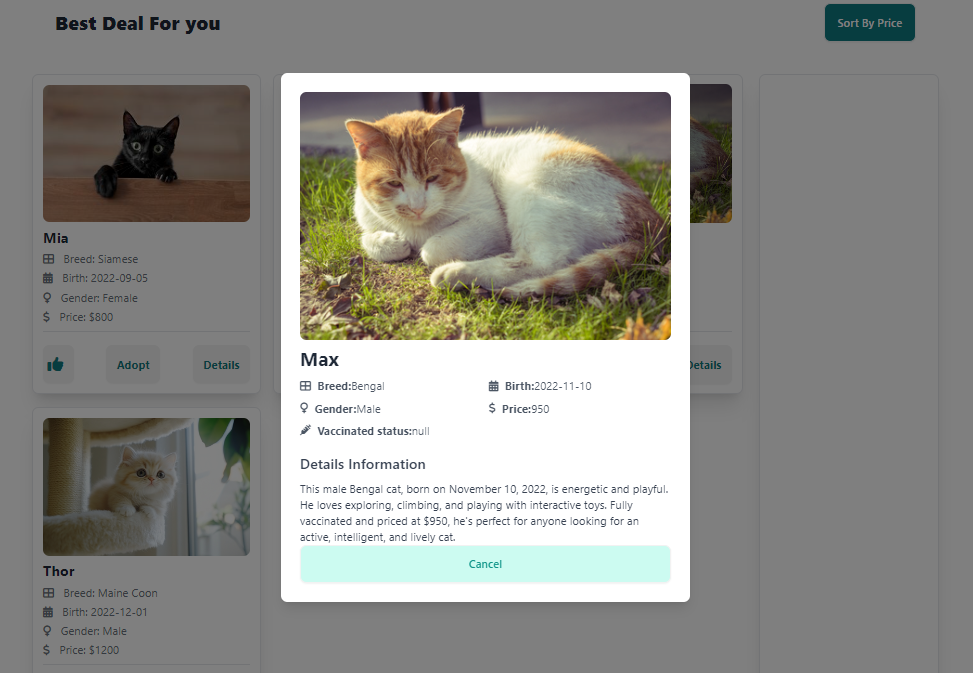 Best Deal For you
Sort By Price
Mia
Breed: Siamese
Birth: 2022-09-05
Gender: Female
Price: $800
Adopt
Details
Details
Thor
Breed: Maine Coon
Birth: 2022-12-01
Gender: Male
Price: $1200
Max
Breed:Bengal
Birth:2022-11-10
Gender:Male
Price:950
Vaccinated status:null
Details Information
This male Bengal cat, born on November 10, 2022, is energetic and playful.
He loves exploring, climbing, and playing with interactive toys. Fully
vaccinated and priced at $950, he's perfect for anyone looking for an
active, intelligent, and lively cat.
Cancel